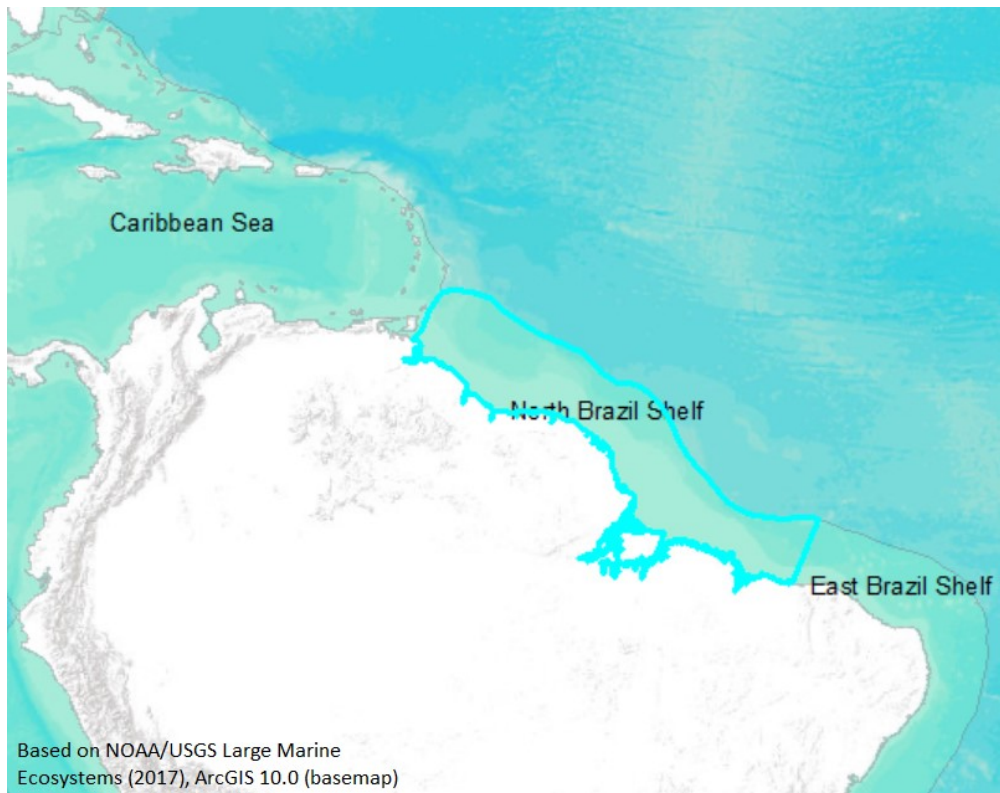 Caribbean Sea
North Brazil Shelf
East Brazil Shelf
Based on NOAA/USGS Large Marine
Ecosystems (2017), ArcGIS 10.0 (basemap)